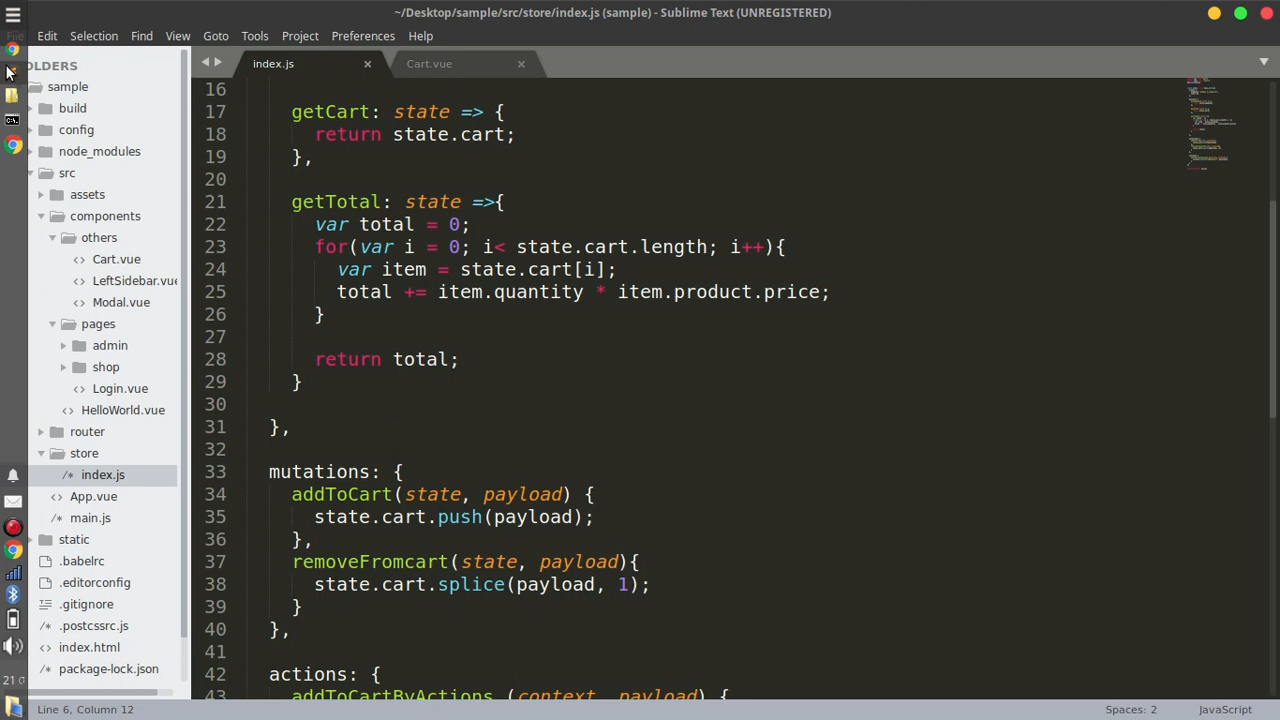 ~/Desktop/sample/src/store/index.js (sample) - Sublime Text (UNREGISTERED)
File Edit Selection Find View Goto Tools Project Preferences Help
OLDERS
sample
build
config
node_modules
src
assets
components
others
Cart.vue
LeftSidebar.vue
Modal.vue
pages
admin
shop
Login.vue
HelloWorld.vue
router
store
/* index.js
App.vue
/* main.js
static
.babelrc
.editorconfig
.gitignore
.postcssrc.js
index.html
package-lock.json
index.js
Cart.vue
16
17 getCart: state => {
18 return state.cart;
19 },
20
21 getTotal: state =>{
22 var total = 0;
23 for(var i = 0; i< state.cart.length; i++){
24 var item = state.cart[i];
25 total += item.quantity * item.product.price;
26 }
27
28 return total;
29 }
30
31 },
32
33 mutations: {
34 addToCart(state, payload) {
35 state.cart.push(payload);
36 },
37 removeFromcart(state, payload){
38 state.cart.splice(payload, 1);
39 }
40 },
41
42 actions: {
43 addToCartByActions (context, payload) {
Line 6, Column 12
Spaces: 2
JavaScript